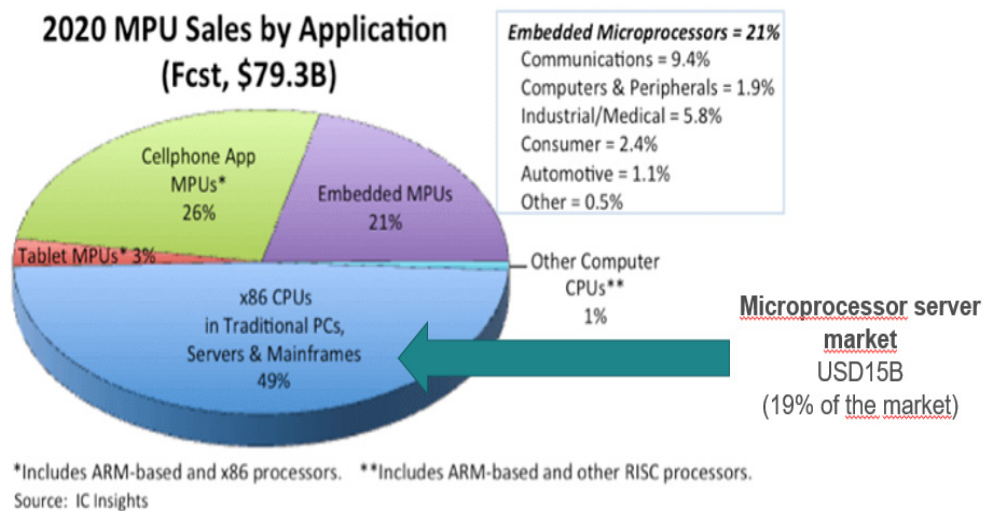 2020 MPU Sales by Application
(Fcst, $79.3B)
Embedded Microprocessors = 21%
Communications = 9.4%
Computers & Peripherals = 1.9%
Industrial/Medical = 5.8%
Consumer = 2.4%
Automotive = 1.1%
Other = 0.5%
Cellphone App
MPUs*
26%
Embedded MPUs
21%
Tablet MPUs* 3%
Other Computer
CPUs**
1%
x86 CPUs
in Traditional PCs,
Servers & Mainframes
49%
Microprocessor server
market
USD15B
(19% of the market)
*Includes ARM-based and x86 processors. **Includes ARM-based and other RISC processors.
Source: IC Insights